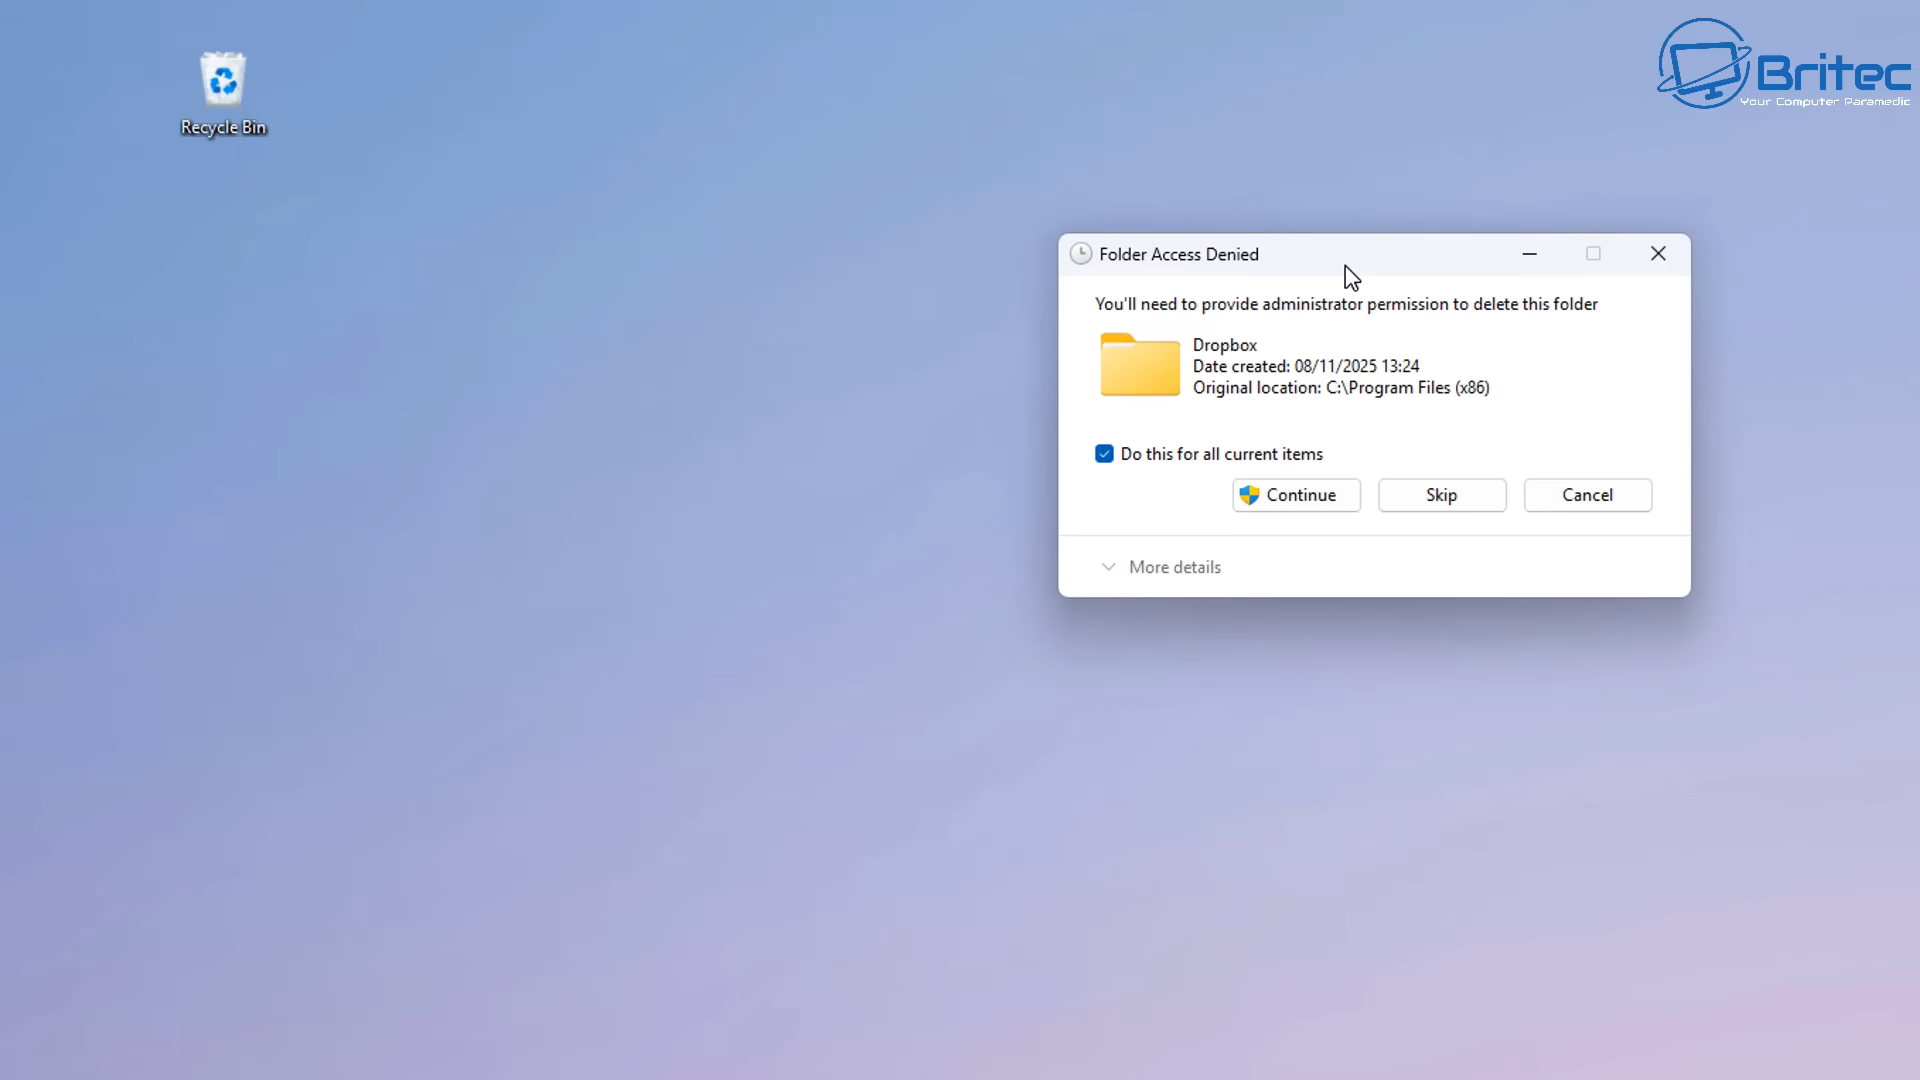 Recycle Bin
Britec
Your Computer Paramedic
Folder Access Denied
You'll need to provide administrator permission to delete this folder
Dropbox
Date created: 08/11/2025 13:24
Original location: C:\Program Files (x86)
Do this for all current items
Continue
Skip
Cancel
More details